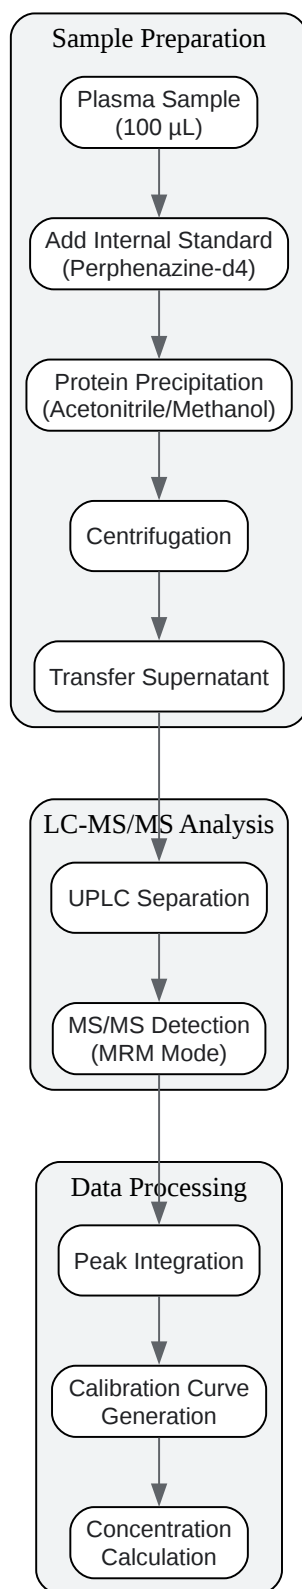 Sample Preparation
Plasma Sample
(100 µL)
Add Internal Standard
(Perphenazine-d4)
Protein Precipitation
(Acetonitrile/Methanol)
Centrifugation
Transfer Supernatant
LC-MS/MS Analysis
UPLC Separation
MS/MS Detection
(MRM Mode)
Data Processing
Peak Integration
Calibration Curve
Generation
Concentration
Calculation